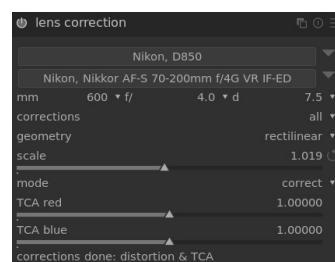 lens correction
Nikon, D850
Nikon, Nikkor AF-S 70-200mm f/4G VR IF-ED
mm 600 f/ 4.0 d 7.5
corrections all
geometry rectilinear
scale 1.019
mode correct
TCA red 1.00000
TCA blue 1.00000
corrections done: distortion & TCA